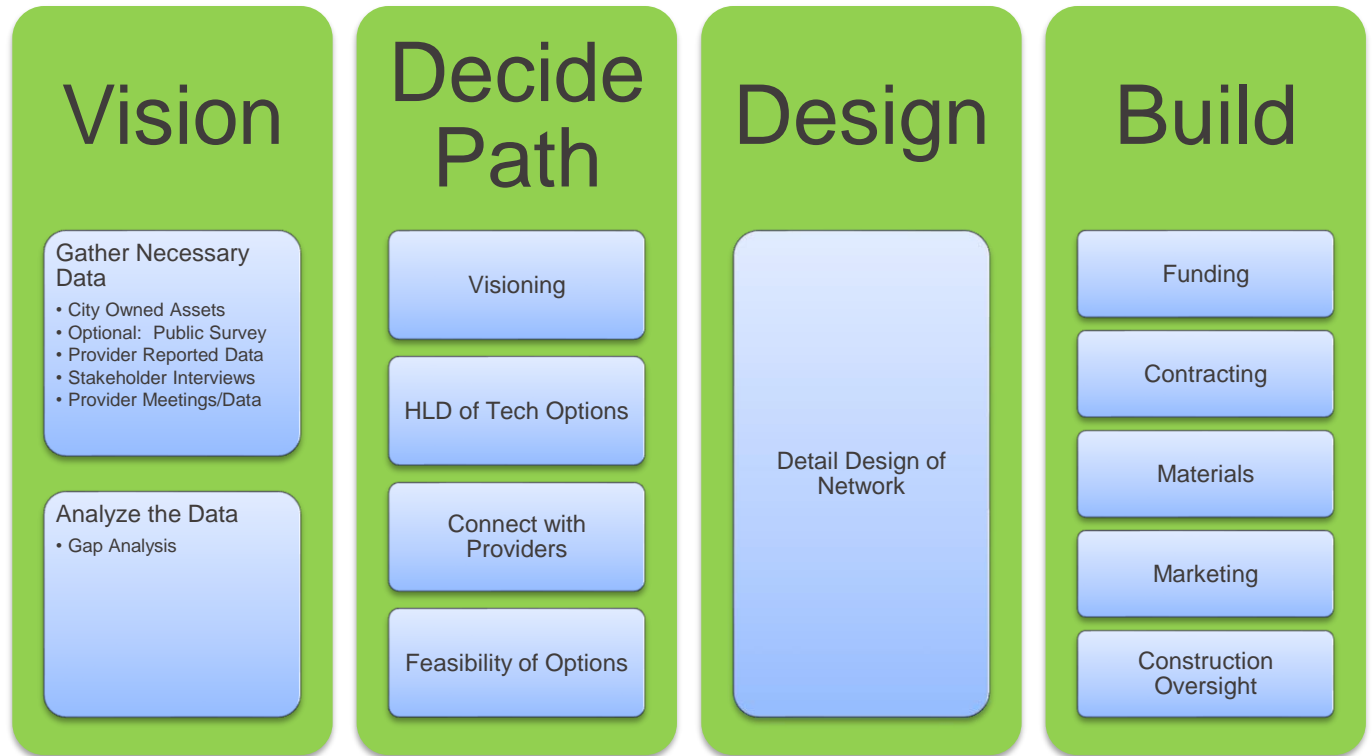 Vision
Gather Necessary
Data
• City Owned Assets
• Optional: Public Survey
• Provider Reported Data
• Stakeholder Interviews
• Provider Meetings/Data
Analyze the Data
• Gap Analysis
Decide
Path
Visioning
HLD of Tech Options
Connect with
Providers
Feasibility of Options
Design
Detail Design of
Network
Build
Funding
Contracting
Materials
Marketing
Construction
Oversight